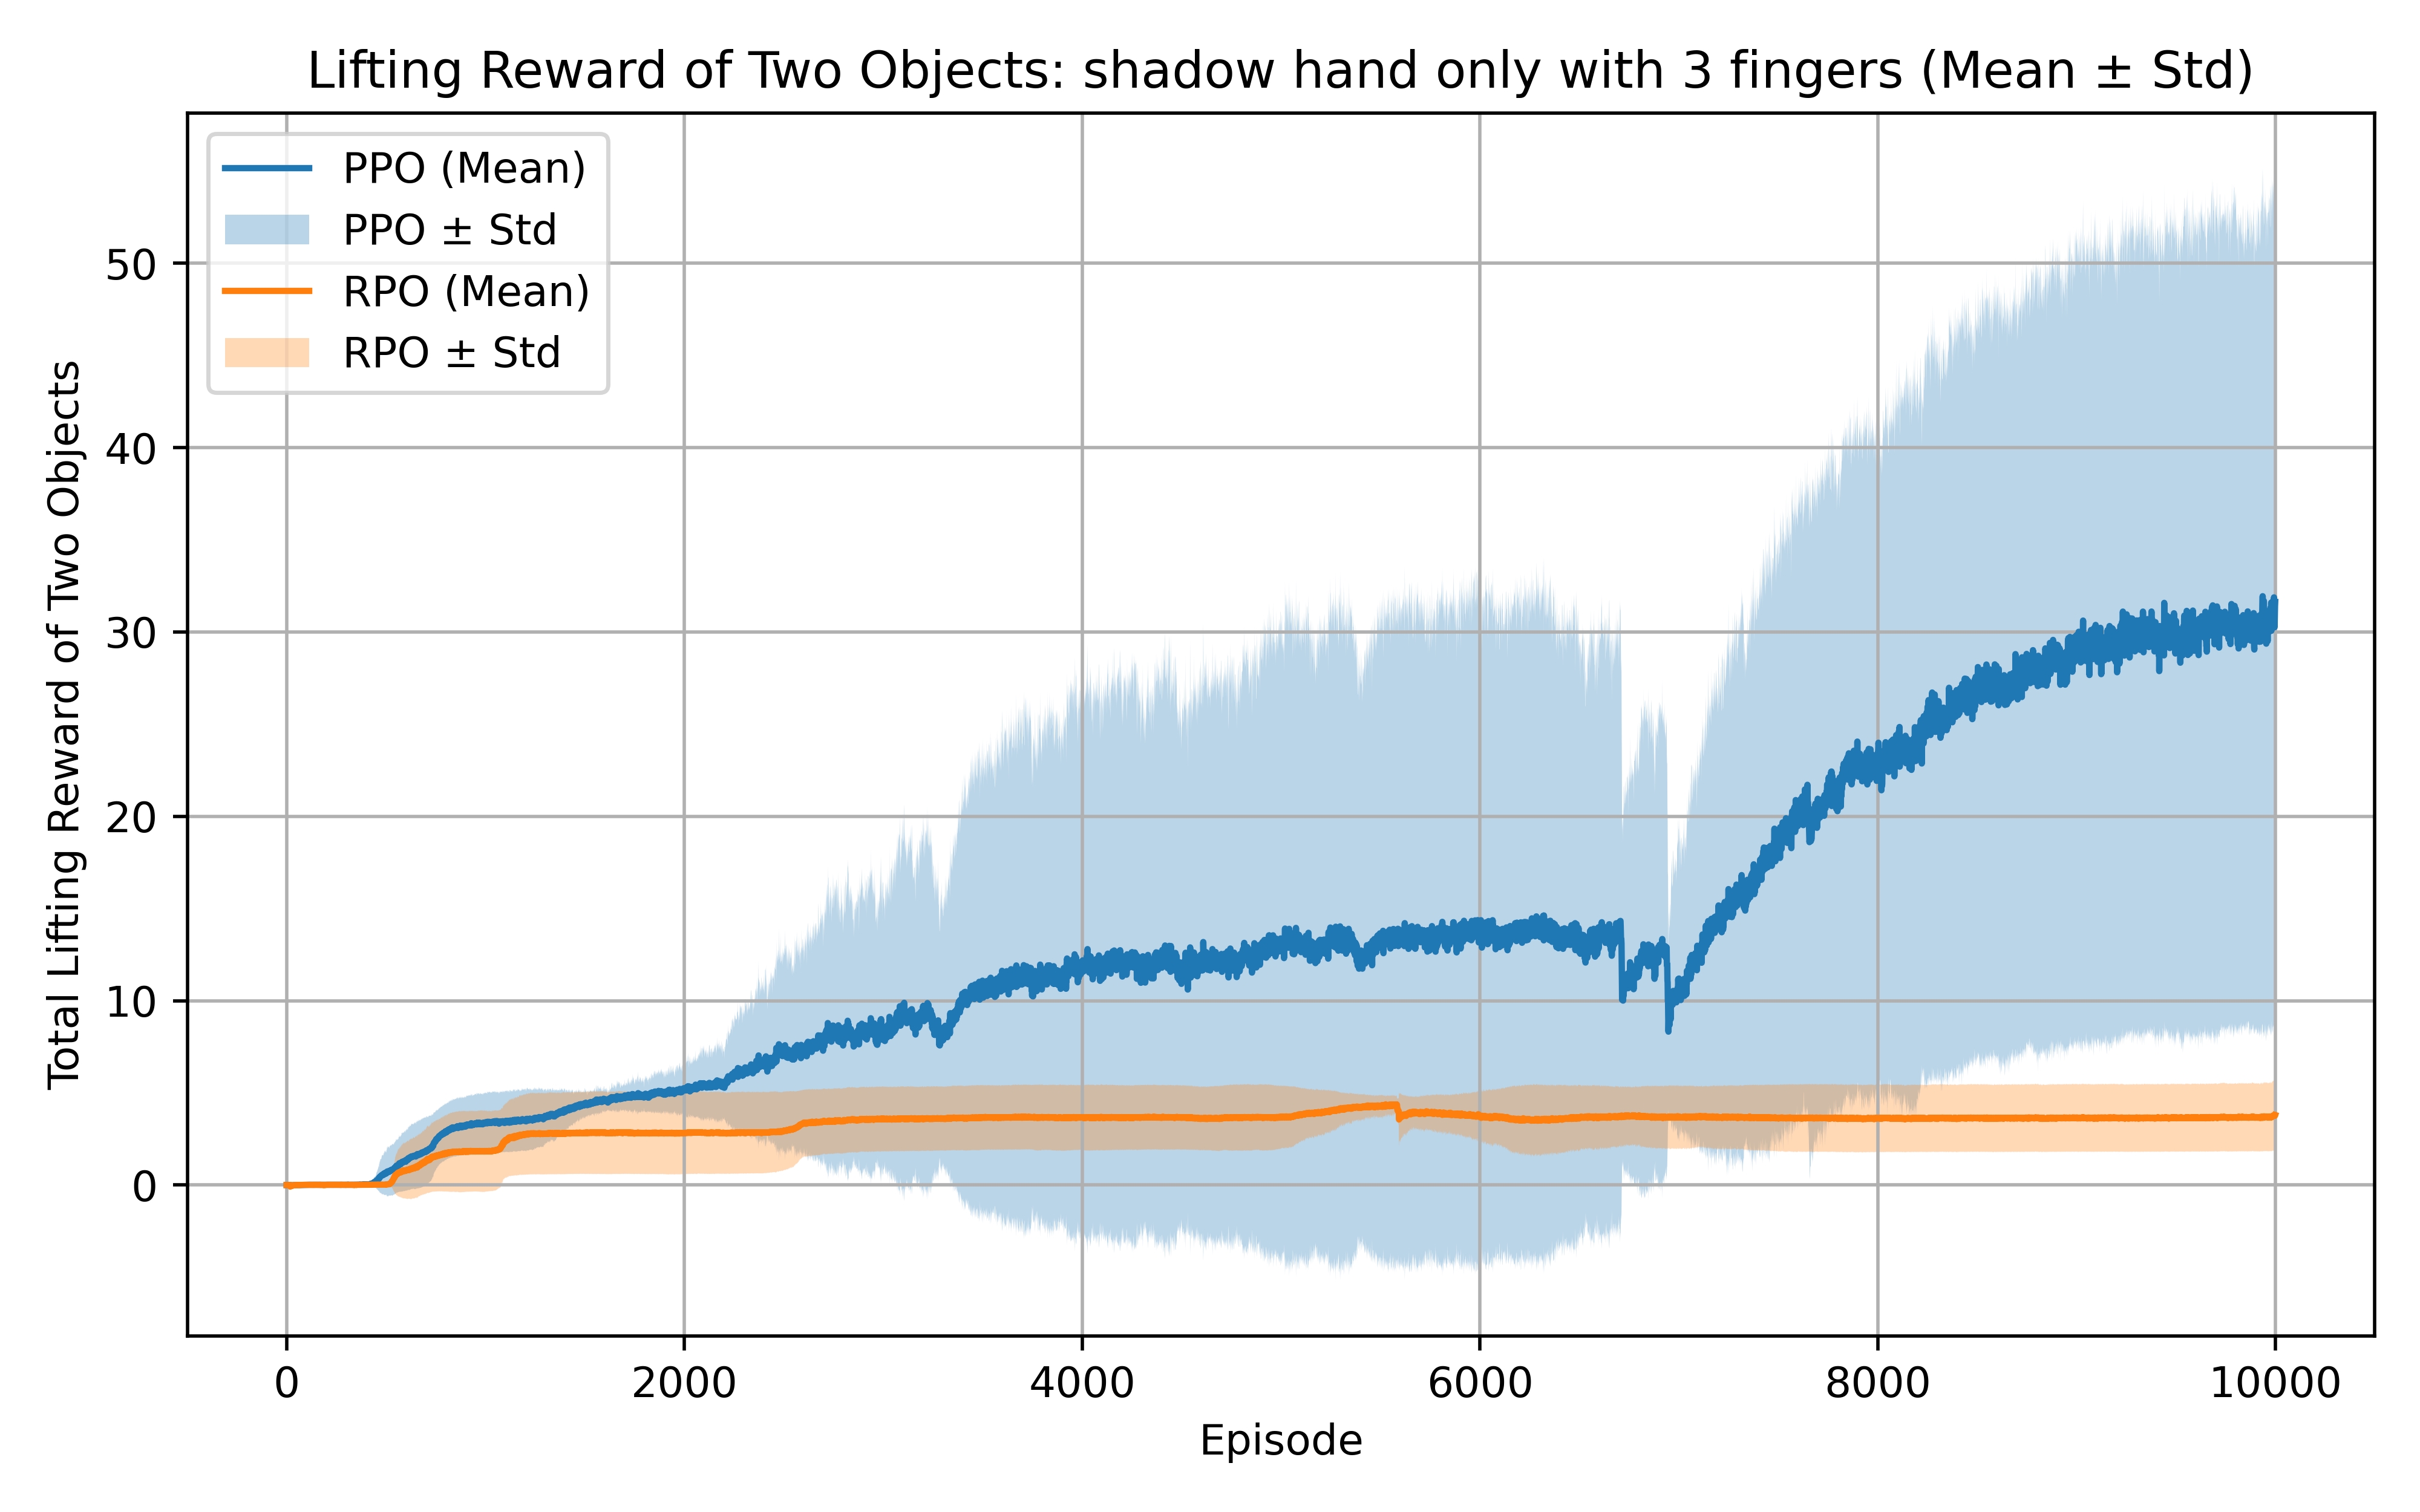 Lifting Reward of Two Objects: shadow hand only with 3 fingers (Mean ± Std)
PPO (Mean)
PPO ± Std
RPO (Mean)
RPO ± Std
Total Lifting Reward of Two Objects
50
40
30
20
10
0
0 2000 4000 6000 8000 10000
Episode